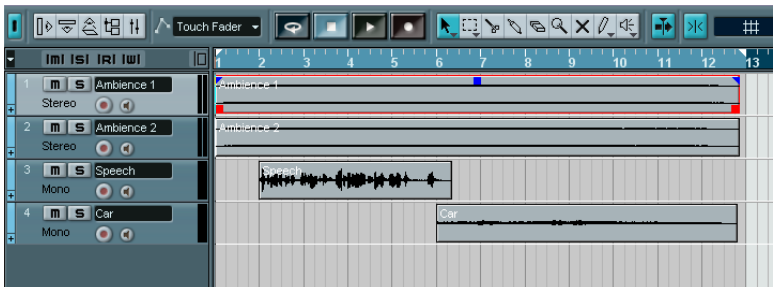 Touch Fader
|m| |S| |R| |W|
1 2 3 4 5 6 7 8 9 10 11 12 13
1 m S Ambience 1
Stereo
Ambience 1
2 m S Ambience 2
Stereo
Ambience 2
3 m S Speech
Mono
Speech
4 m S Car
Mono
Car